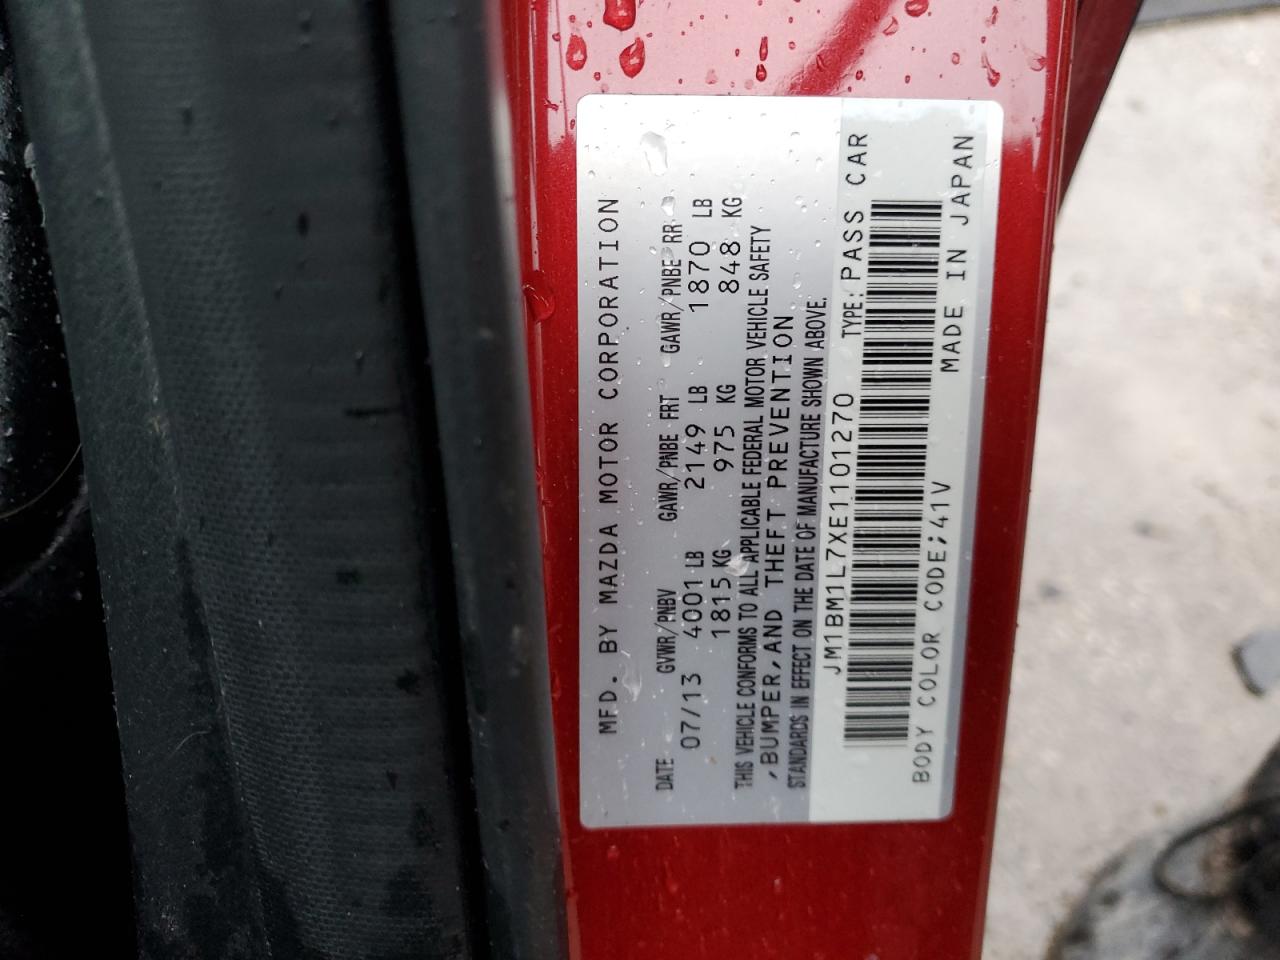 MFD. BY MAZDA MOTOR CORPORATION
DATE GVWR/PNBV GAWR/PNBE FRT GAWR/PNBE RR
07/13 4001 LB 2149 LB 1870 LB
1815 KG 975 KG 848 KG
THIS VEHICLE CONFORMS TO ALL APPLICABLE FEDERAL MOTOR VEHICLE SAFETY
,BUMPER,AND THEFT PREVENTION
STANDARDS IN EFFECT ON THE DATE OF MANUFACTURE SHOWN ABOVE.
JM1BM1L7XE1101270 TYPE: PASS CAR
BODY COLOR CODE;41V MADE IN JAPAN